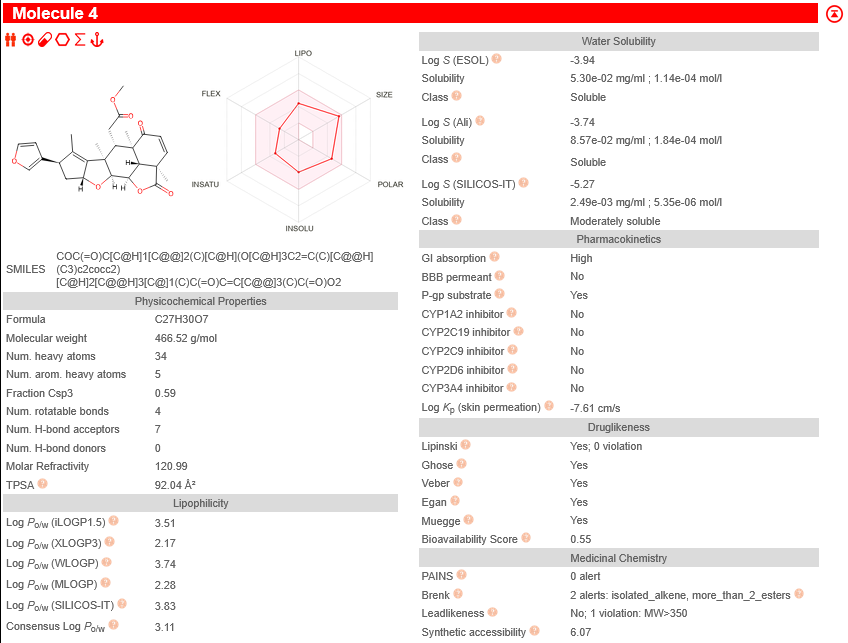 Molecule 4
LIPO
FLEX
SIZE
INSATU
POLAR
INSOLU
O
O
O
O
H
H
H
H
O
O
O
SMILES
COC(=O)C[C@H]1[C@@]2(C)[C@H](O[C@H]3C2=C(C)[C@@H]
(C3)c2cocc2)
[C@H]2[C@@H]3[C@]1(C)C(=O)C=C[C@@]3(C)C(=O)O2
Physicochemical Properties
Formula C27H30O7
Molecular weight 466.52 g/mol
Num. heavy atoms 34
Num. arom. heavy atoms 5
Fraction Csp3 0.59
Num. rotatable bonds 4
Num. H-bond acceptors 7
Num. H-bond donors 0
Molar Refractivity 120.99
TPSA ? 92.04 Å²
Lipophilicity
Log Po/w (iLOGP1.5) ? 3.51
Log Po/w (XLOGP3) ? 2.17
Log Po/w (WLOGP) ? 3.74
Log Po/w (MLOGP) ? 2.28
Log Po/w (SILICOS-IT) ? 3.83
Consensus Log Po/w ? 3.11
Water Solubility
Log S (ESOL) ? -3.94
Solubility 5.30e-02 mg/ml ; 1.14e-04 mol/l
Class ? Soluble
Log S (Ali) ? -3.74
Solubility 8.57e-02 mg/ml ; 1.84e-04 mol/l
Class ? Soluble
Log S (SILICOS-IT) ? -5.27
Solubility 2.49e-03 mg/ml ; 5.35e-06 mol/l
Class ? Moderately soluble
Pharmacokinetics
GI absorption ? High
BBB permeant ? No
P-gp substrate ? Yes
CYP1A2 inhibitor ? No
CYP2C19 inhibitor ? No
CYP2C9 inhibitor ? No
CYP2D6 inhibitor ? No
CYP3A4 inhibitor ? No
Log Kp (skin permeation) ? -7.61 cm/s
Druglikeness
Lipinski ? Yes; 0 violation
Ghose ? Yes
Veber ? Yes
Egan ? Yes
Muegge ? Yes
Bioavailability Score ? 0.55
Medicinal Chemistry
PAINS ? 0 alert
Brenk ? 2 alerts: isolated_alkene, more_than_2_esters ?
Leadlikeness ? No; 1 violation: MW>350
Synthetic accessibility ? 6.07